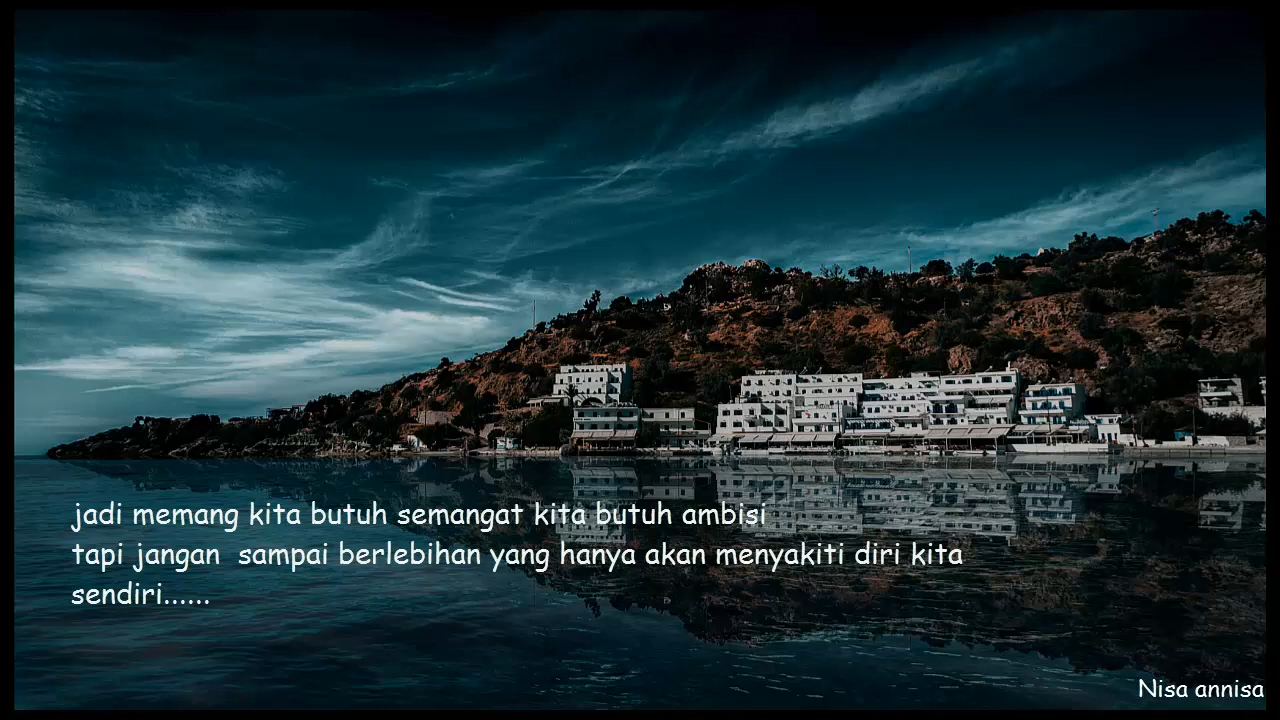 jadi memang kita butuh semangat kita butuh ambisi
tapi jangan  sampai berlebihan yang hanya akan menyakiti diri kita
sendiri......
Nisa annisa